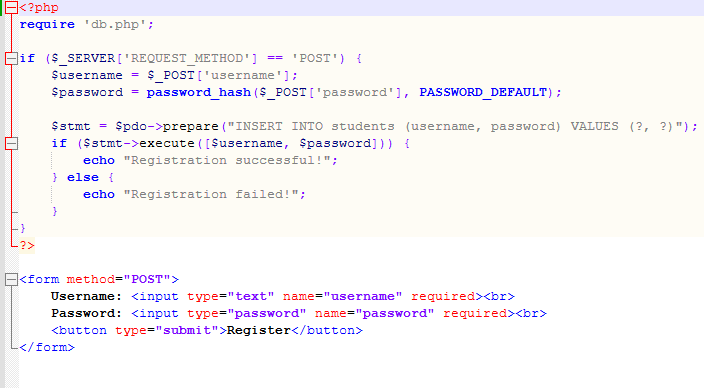 <?php
require 'db.php';

if ($_SERVER['REQUEST_METHOD'] == 'POST') {
    $username = $_POST['username'];
    $password = password_hash($_POST['password'], PASSWORD_DEFAULT);

    $stmt = $pdo->prepare("INSERT INTO students (username, password) VALUES (?, ?)");
    if ($stmt->execute([$username, $password])) {
        echo "Registration successful!";
    } else {
        echo "Registration failed!";
    }
}
?>

<form method="POST">
    Username: <input type="text" name="username" required><br>
    Password: <input type="password" name="password" required><br>
    <button type="submit">Register</button>
</form>